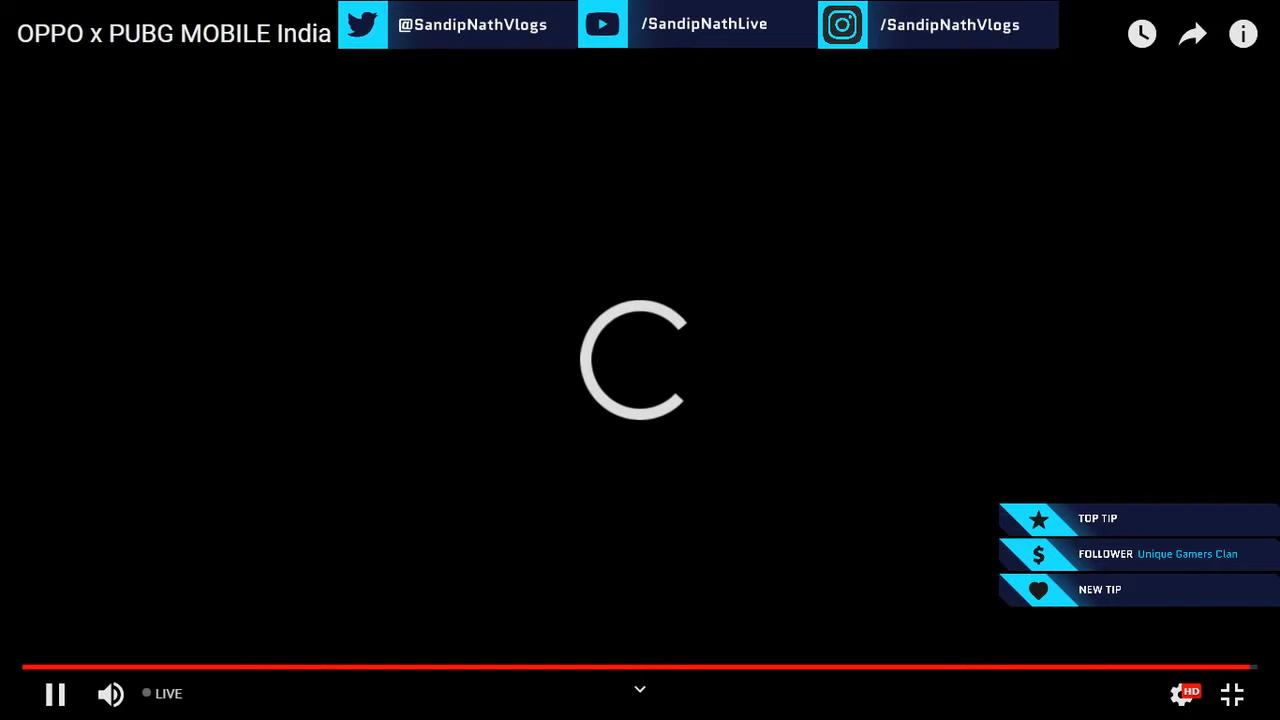 OPPO x PUBG MOBILE India
@SandipNathVlogs
/SandipNathLive
/SandipNathVlogs
TOP TIP
FOLLOWER Unique Gamers Clan
NEW TIP
LIVE
HD